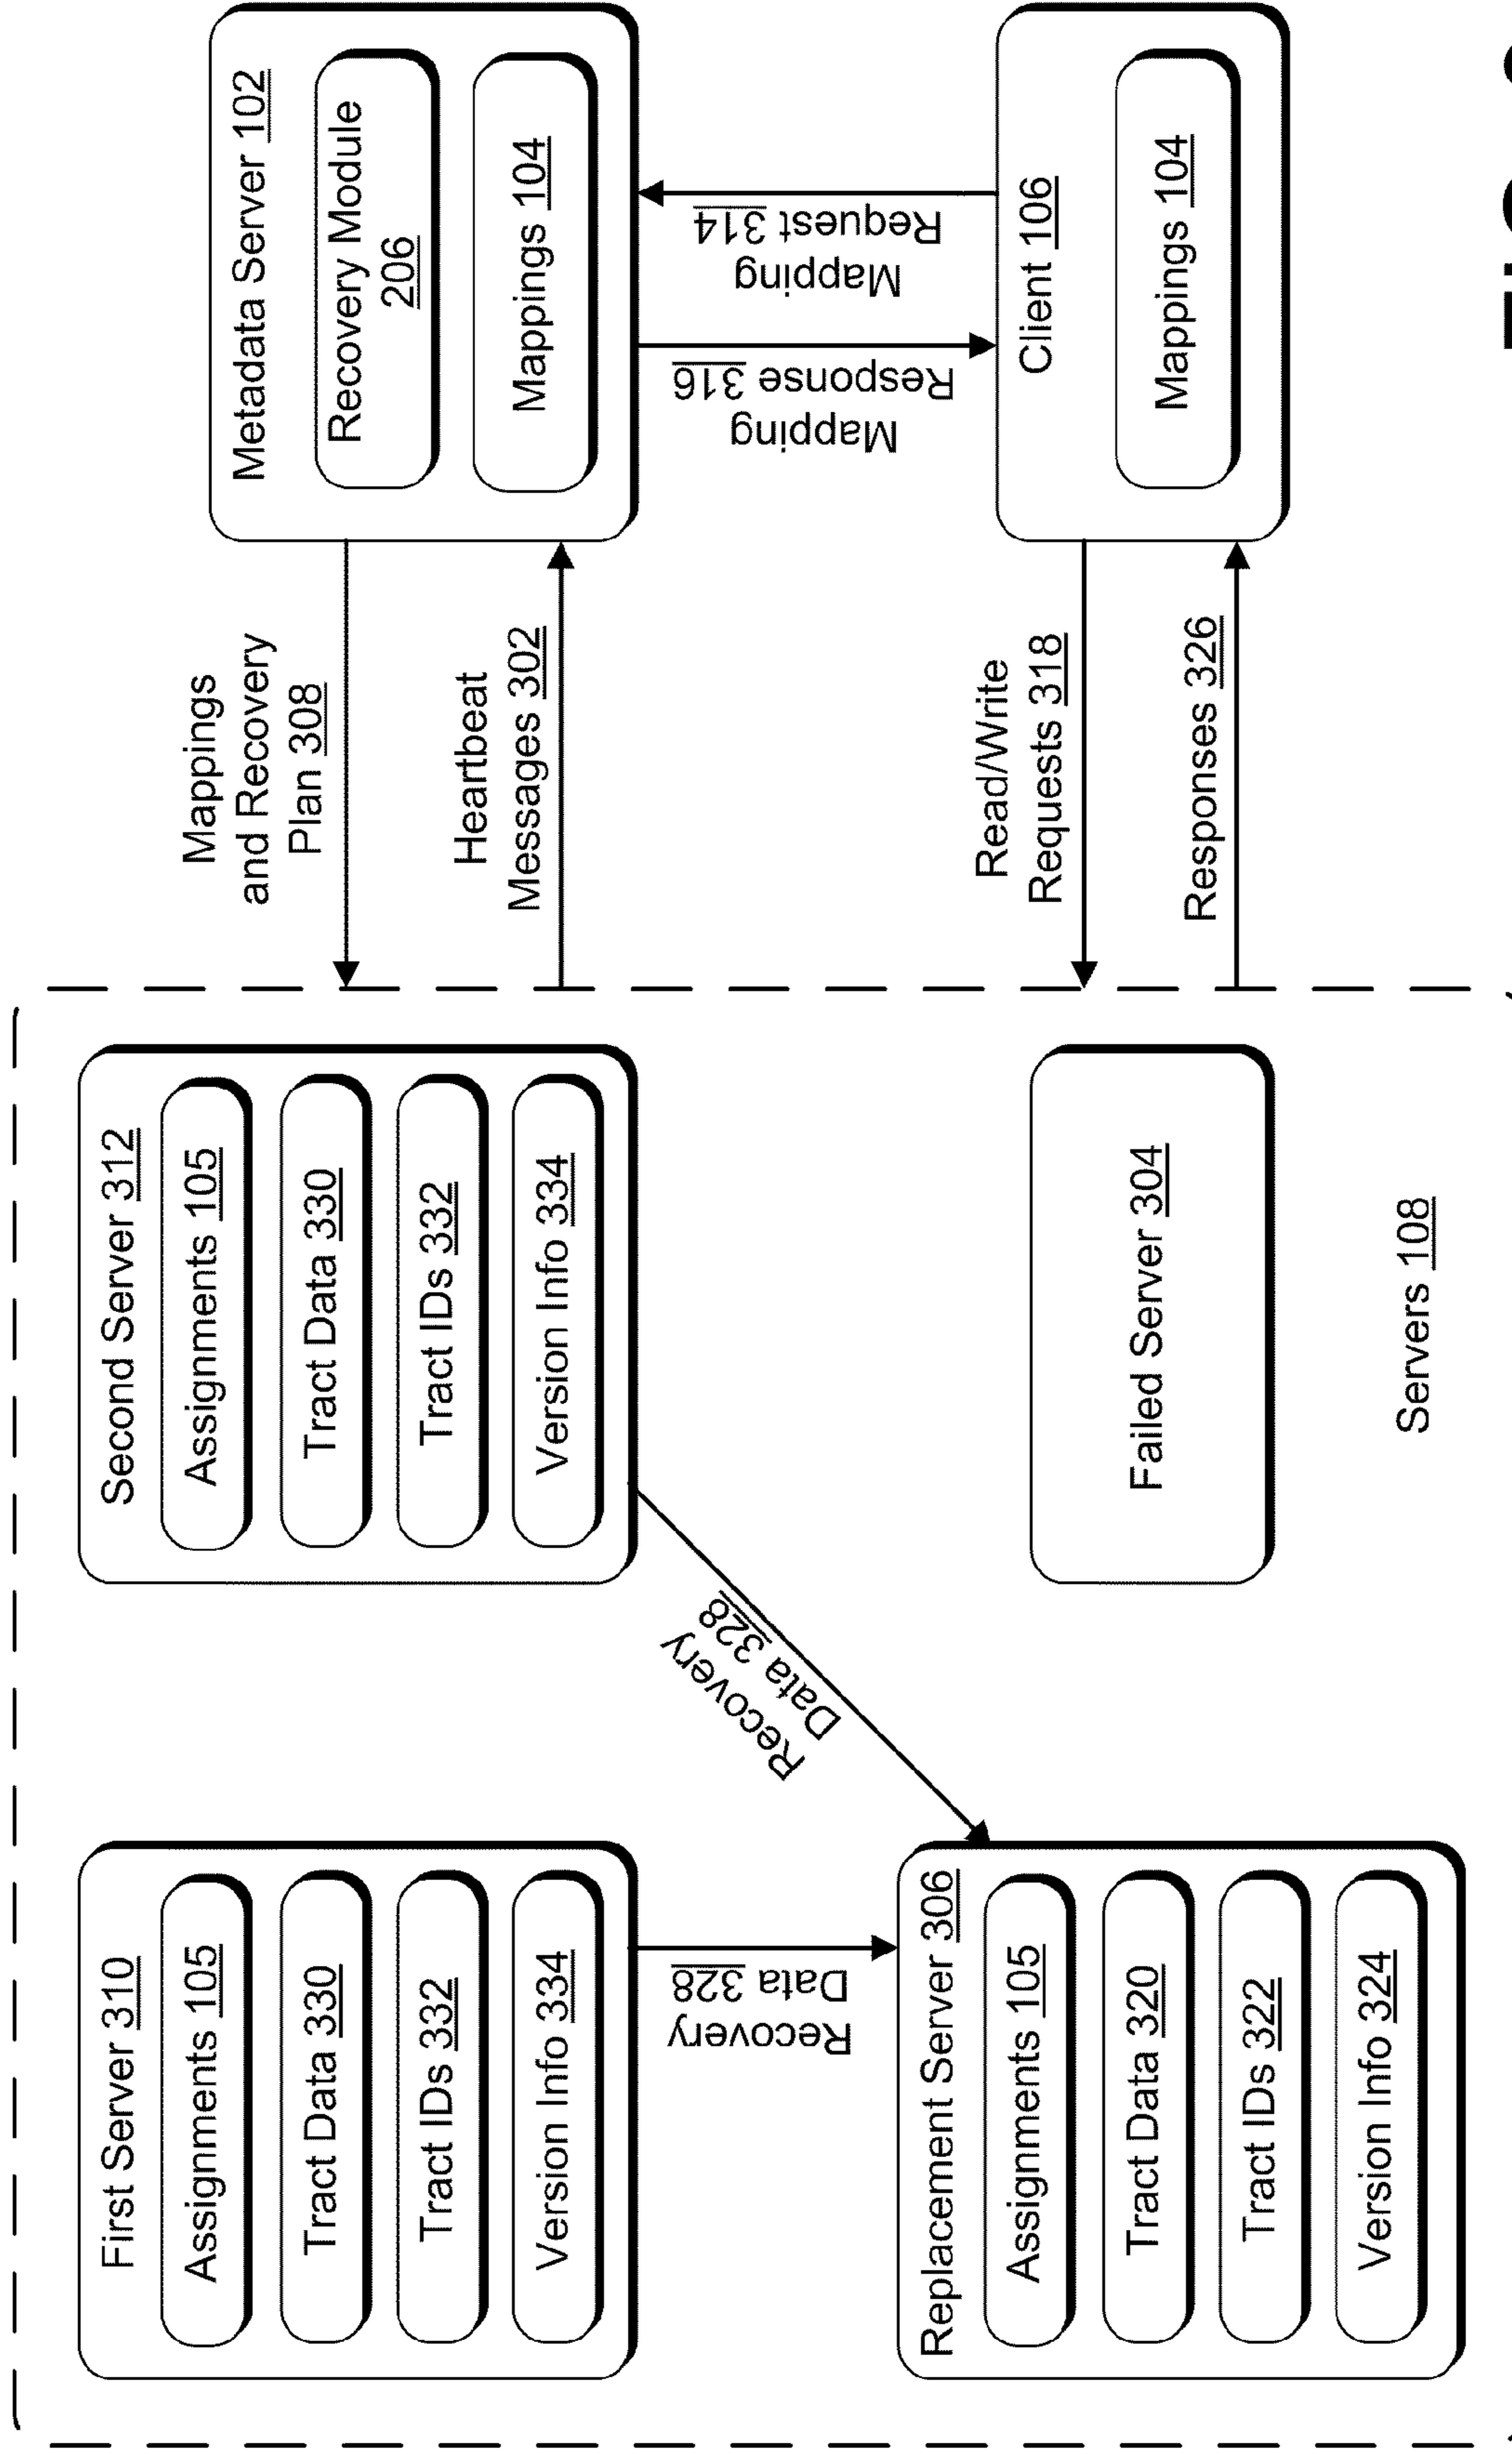 First Server 310
Assignments 105
Tract Data 330
Tract IDs 332
Version Info 334
Second Server 312
Assignments 105
Tract Data 330
Tract IDs 332
Version Info 334
Mappings
and Recovery
Plan 308
Heartbeat
Messages 302
Metadata Server 102
Recovery Module
206
Mappings 104
Recovery
Data 328
Recovery
Data 328
Mapping
Response 316
Mapping
Request 314
Replacement Server 306
Assignments 105
Tract Data 320
Tract IDs 322
Version Info 324
Failed Server 304
Servers 108
Read/Write
Requests 318
Responses 326
Client 106
Mappings 104